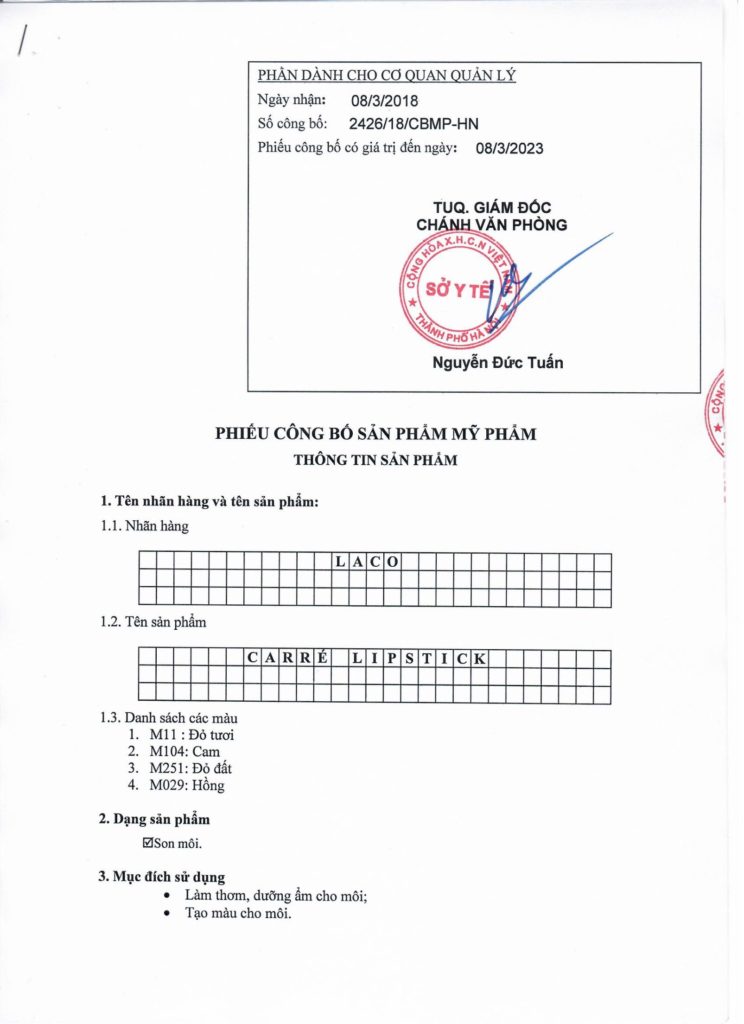 PHẦN DÀNH CHO CƠ QUAN QUẢN LÝ
Ngày nhận: 08/3/2018
Số công bố: 2426/18/CBMP-HN
Phiếu công bố có giá trị đến ngày: 08/3/2023
TUQ. GIÁM ĐỐC
CHÁNH VĂN PHÒNG
CỘNG HÒA X.H.C.N VIỆT NAM
SỞ Y TẾ
THÀNH PHỐ HÀ NỘI
Nguyễn Đức Tuấn
CỘNG
PHIẾU CÔNG BỐ SẢN PHẨM MỸ PHẨM
THÔNG TIN SẢN PHẨM
1. Tên nhãn hàng và tên sản phẩm:
1.1. Nhãn hàng
LACO
1.2. Tên sản phẩm
CARRÉ LIPSTICK
1.3. Danh sách các màu
1. M11 : Đỏ tươi
2. M104: Cam
3. M251: Đỏ đất
4. M029: Hồng
2. Dạng sản phẩm
☑Son môi.
3. Mục đích sử dụng
• Làm thơm, dưỡng ẩm cho môi;
• Tạo màu cho môi.